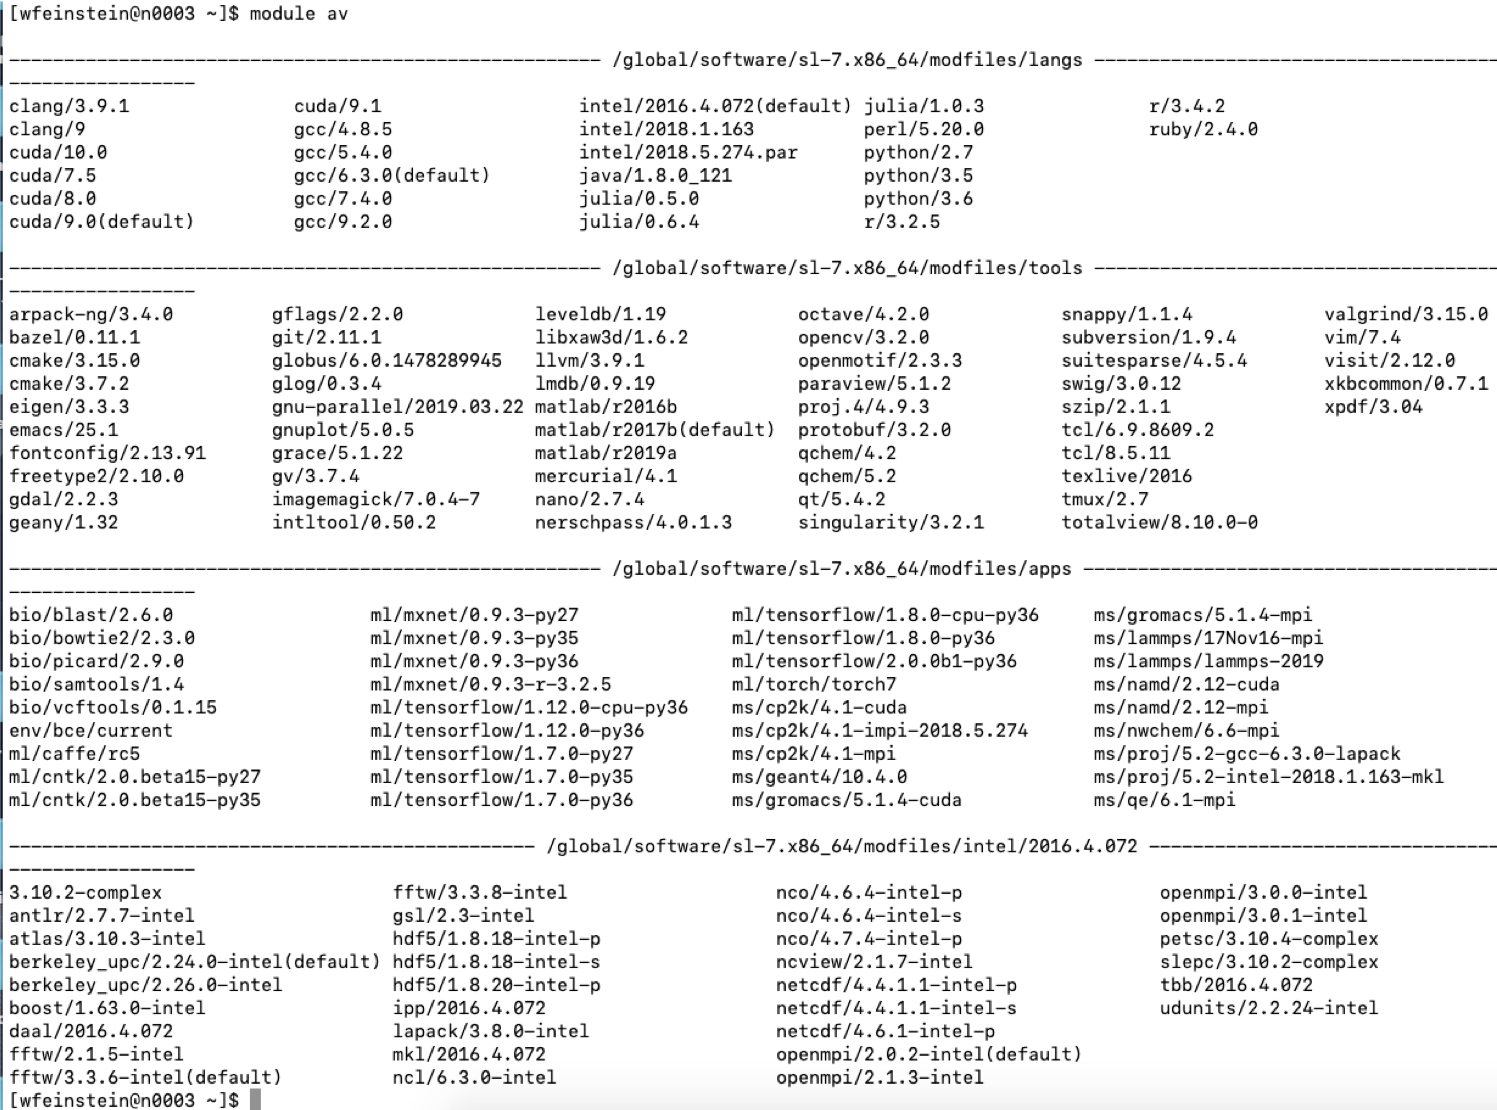 [wfeinstein@n0003 ~]$ module av
------------------------------------------------------ /global/software/sl-7.x86_64/modfiles/langs -------------------------------------
-----------------
clang/3.9.1 cuda/9.1 intel/2016.4.072(default) julia/1.0.3 r/3.4.2
clang/9 gcc/4.8.5 intel/2018.1.163 perl/5.20.0 ruby/2.4.0
cuda/10.0 gcc/5.4.0 intel/2018.5.274.par python/2.7
cuda/7.5 gcc/6.3.0(default) java/1.8.0_121 python/3.5
cuda/8.0 gcc/7.4.0 julia/0.5.0 python/3.6
cuda/9.0(default) gcc/9.2.0 julia/0.6.4 r/3.2.5
------------------------------------------------------ /global/software/sl-7.x86_64/modfiles/tools -------------------------------------
-----------------
arpack-ng/3.4.0 gflags/2.2.0 leveldb/1.19 octave/4.2.0 snappy/1.1.4 valgrind/3.15.0
bazel/0.11.1 git/2.11.1 libxaw3d/1.6.2 opencv/3.2.0 subversion/1.9.4 vim/7.4
cmake/3.15.0 globus/6.0.1478289945 llvm/3.9.1 openmotif/2.3.3 suitesparse/4.5.4 visit/2.12.0
cmake/3.7.2 glog/0.3.4 lmdb/0.9.19 paraview/5.1.2 swig/3.0.12 xkbcommon/0.7.1
eigen/3.3.3 gnu-parallel/2019.03.22 matlab/r2016b proj.4/4.9.3 szip/2.1.1 xpdf/3.04
emacs/25.1 gnuplot/5.0.5 matlab/r2017b(default) protobuf/3.2.0 tcl/6.9.8609.2
fontconfig/2.13.91 grace/5.1.22 matlab/r2019a qchem/4.2 tcl/8.5.11
freetype2/2.10.0 gv/3.7.4 mercurial/4.1 qchem/5.2 texlive/2016
gdal/2.2.3 imagemagick/7.0.4-7 nano/2.7.4 qt/5.4.2 tmux/2.7
geany/1.32 intltool/0.50.2 nerschpass/4.0.1.3 singularity/3.2.1 totalview/8.10.0-0
------------------------------------------------------ /global/software/sl-7.x86_64/modfiles/apps --------------------------------------
-----------------
bio/blast/2.6.0 ml/mxnet/0.9.3-py27 ml/tensorflow/1.8.0-cpu-py36 ms/gromacs/5.1.4-mpi
bio/bowtie2/2.3.0 ml/mxnet/0.9.3-py35 ml/tensorflow/1.8.0-py36 ms/lammps/17Nov16-mpi
bio/picard/2.9.0 ml/mxnet/0.9.3-py36 ml/tensorflow/2.0.0b1-py36 ms/lammps/lammps-2019
bio/samtools/1.4 ml/mxnet/0.9.3-r-3.2.5 ml/torch/torch7 ms/namd/2.12-cuda
bio/vcftools/0.1.15 ml/tensorflow/1.12.0-cpu-py36 ms/cp2k/4.1-cuda ms/namd/2.12-mpi
env/bce/current ml/tensorflow/1.12.0-py36 ms/cp2k/4.1-impi-2018.5.274 ms/nwchem/6.6-mpi
ml/caffe/rc5 ml/tensorflow/1.7.0-py27 ms/cp2k/4.1-mpi ms/proj/5.2-gcc-6.3.0-lapack
ml/cntk/2.0.beta15-py27 ml/tensorflow/1.7.0-py35 ms/geant4/10.4.0 ms/proj/5.2-intel-2018.1.163-mkl
ml/cntk/2.0.beta15-py35 ml/tensorflow/1.7.0-py36 ms/gromacs/5.1.4-cuda ms/qe/6.1-mpi
------------------------------------------------ /global/software/sl-7.x86_64/modfiles/intel/2016.4.072 --------------------------------
-----------------
3.10.2-complex fftw/3.3.8-intel nco/4.6.4-intel-p openmpi/3.0.0-intel
antlr/2.7.7-intel gsl/2.3-intel nco/4.6.4-intel-s openmpi/3.0.1-intel
atlas/3.10.3-intel hdf5/1.8.18-intel-p nco/4.7.4-intel-p petsc/3.10.4-complex
berkeley_upc/2.24.0-intel(default) hdf5/1.8.18-intel-s ncview/2.1.7-intel slepc/3.10.2-complex
berkeley_upc/2.26.0-intel hdf5/1.8.20-intel-p netcdf/4.4.1.1-intel-p tbb/2016.4.072
boost/1.63.0-intel ipp/2016.4.072 netcdf/4.4.1.1-intel-s udunits/2.2.24-intel
daal/2016.4.072 lapack/3.8.0-intel netcdf/4.6.1-intel-p
fftw/2.1.5-intel mkl/2016.4.072 openmpi/2.0.2-intel(default)
fftw/3.3.6-intel(default) ncl/6.3.0-intel openmpi/2.1.3-intel
[wfeinstein@n0003 ~]$